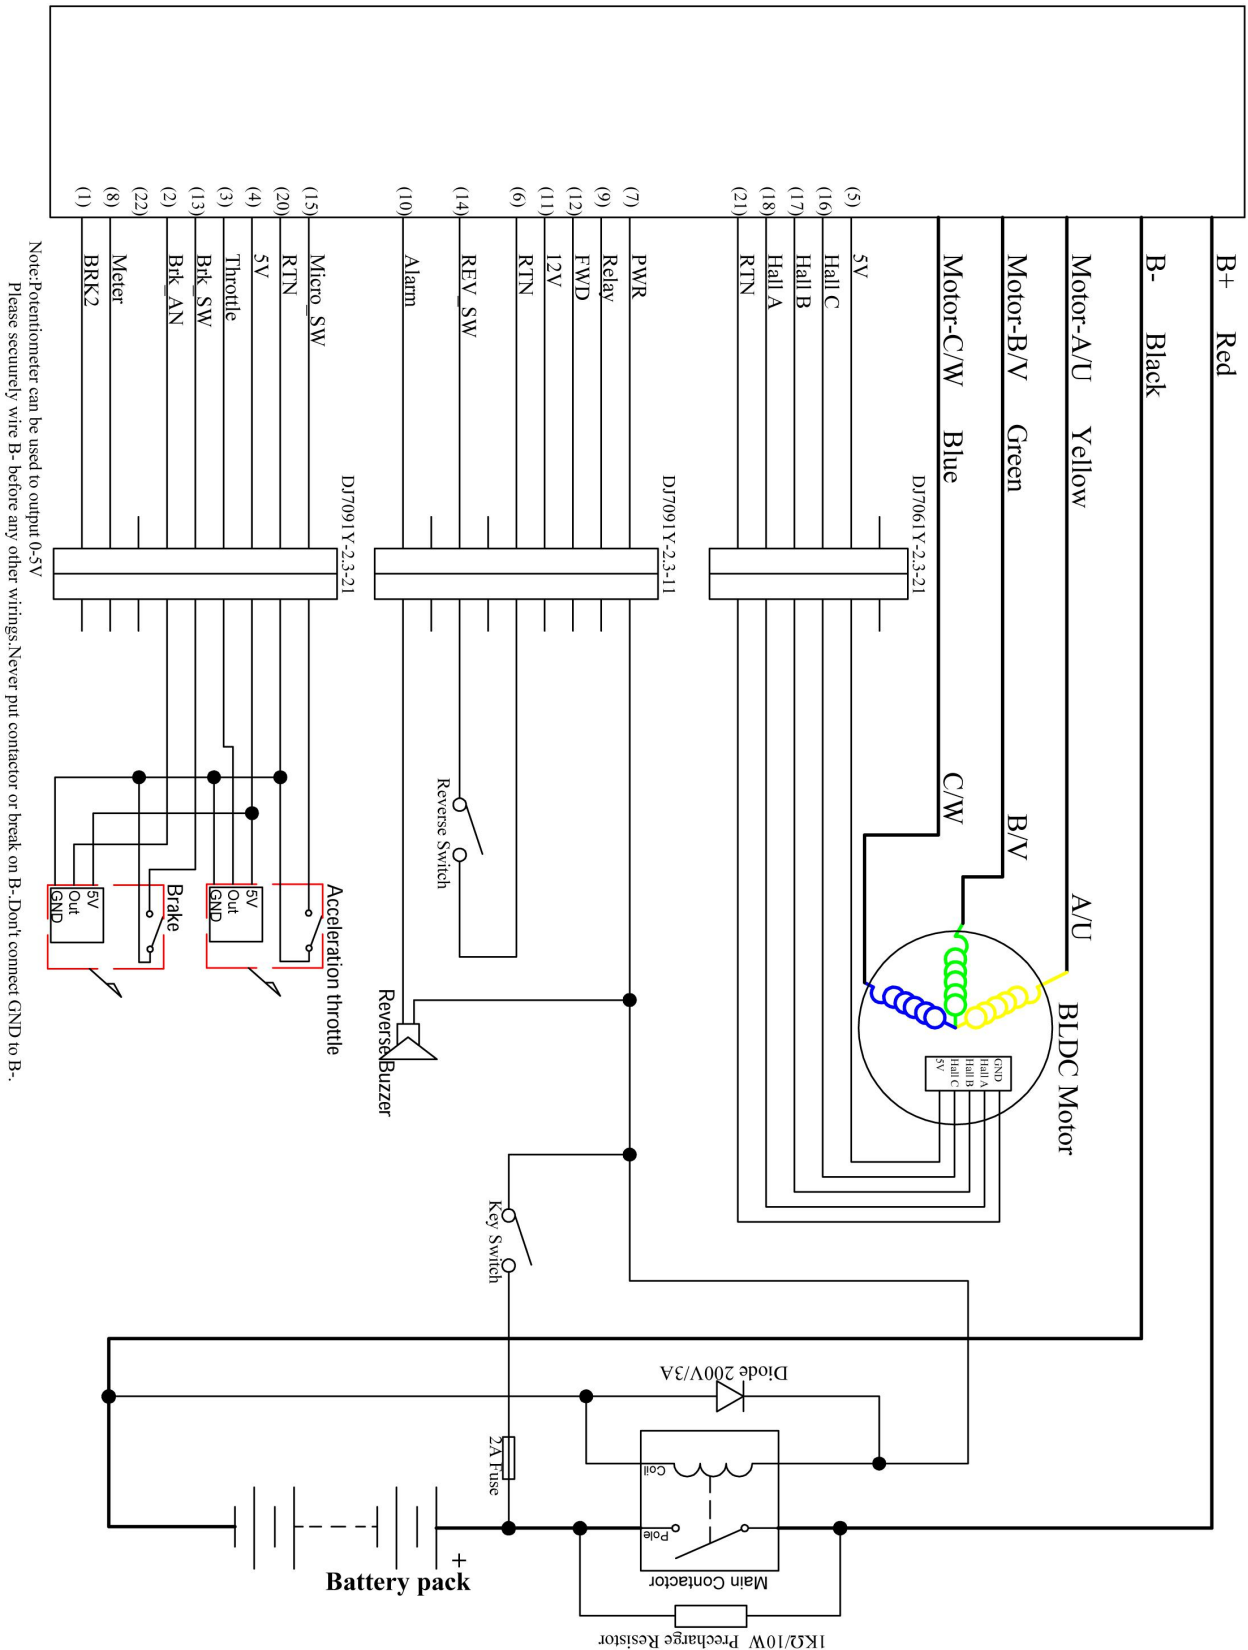 B+ Red
B- Black
Motor-A/U Yellow
Motor-B/V Green
Motor-C/W Blue
A/U
B/V
C/W
BLDC Motor
GND
Hall A
Hall B
Hall C
5V
DJ7061Y-2.3-21
(5) 5V
(16) Hall C
(17) Hall B
(18) Hall A
(21) RTN
DJ7091Y-2.3-11
(7) PWR
(9) Relay
(12) FWD
(11) 12V
(6) RTN
(14) REV_SW
(10) Alarm
Reverse Switch
Reverse Buzzer
Key Switch
2A Fuse
DJ7091Y-2.3-21
(15) Micro_SW
(20) RTN
(4) 5V
(3) Throttle
(13) Brk_SW
(2) Brk_AN
(22)
(8) Meter
(1) BRK2
Acceleration throttle
5V
Out
GND
Brake
5V
Out
GND
Diode 200V/3A
Coil
Pole
Main Contactor
1KΩ/10W Precharge Resistor
+
Battery pack
Note:Potentiometer can be used to output 0-5V
Please secuurely wire B- before any other wirings.Never put contactor or break on B-.Don't connect GND to B-.